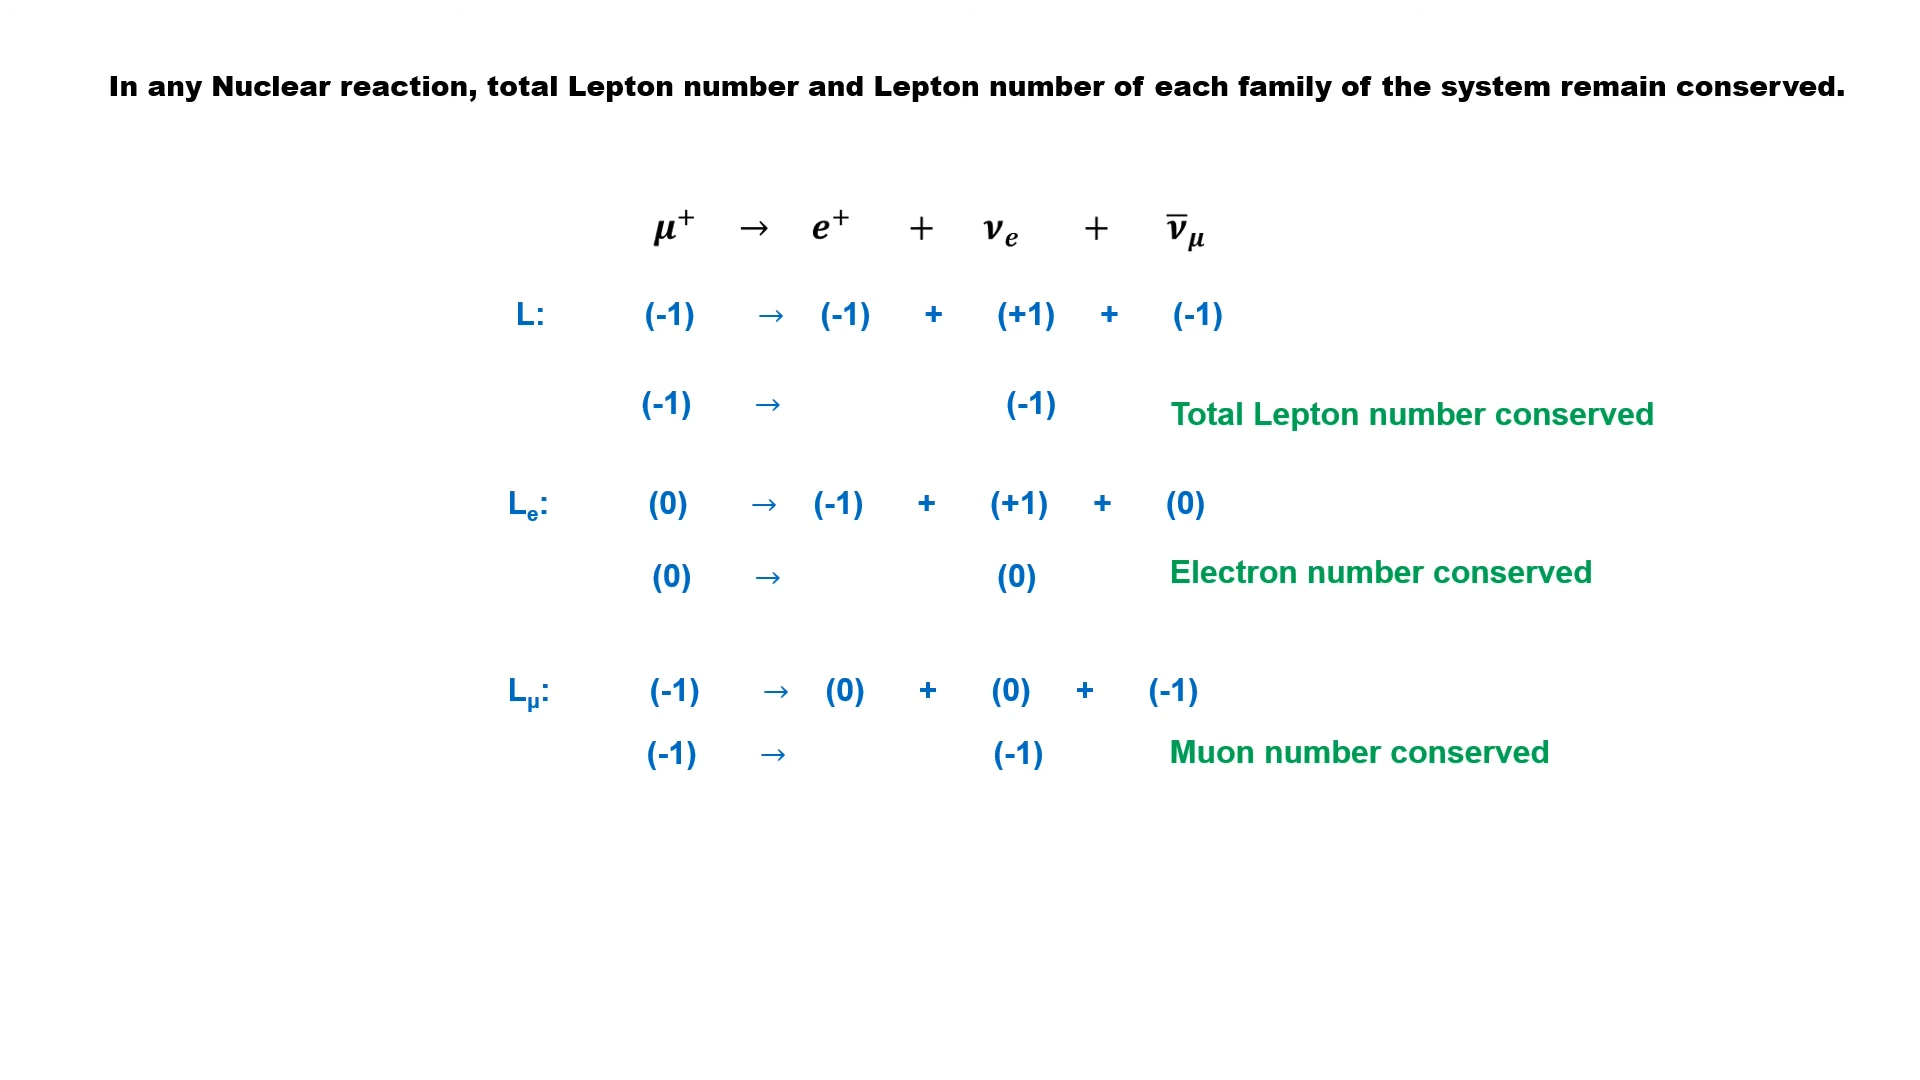 In any Nuclear reaction, total Lepton number and Lepton number of each family of the system remain conserved.
μ⁺ → e⁺ + νₑ + ν̅_μ
L: (-1) → (-1) + (+1) + (-1)
(-1) → (-1) Total Lepton number conserved
Lₑ: (0) → (-1) + (+1) + (0)
(0) → (0) Electron number conserved
L_μ: (-1) → (0) + (0) + (-1)
(-1) → (-1) Muon number conserved